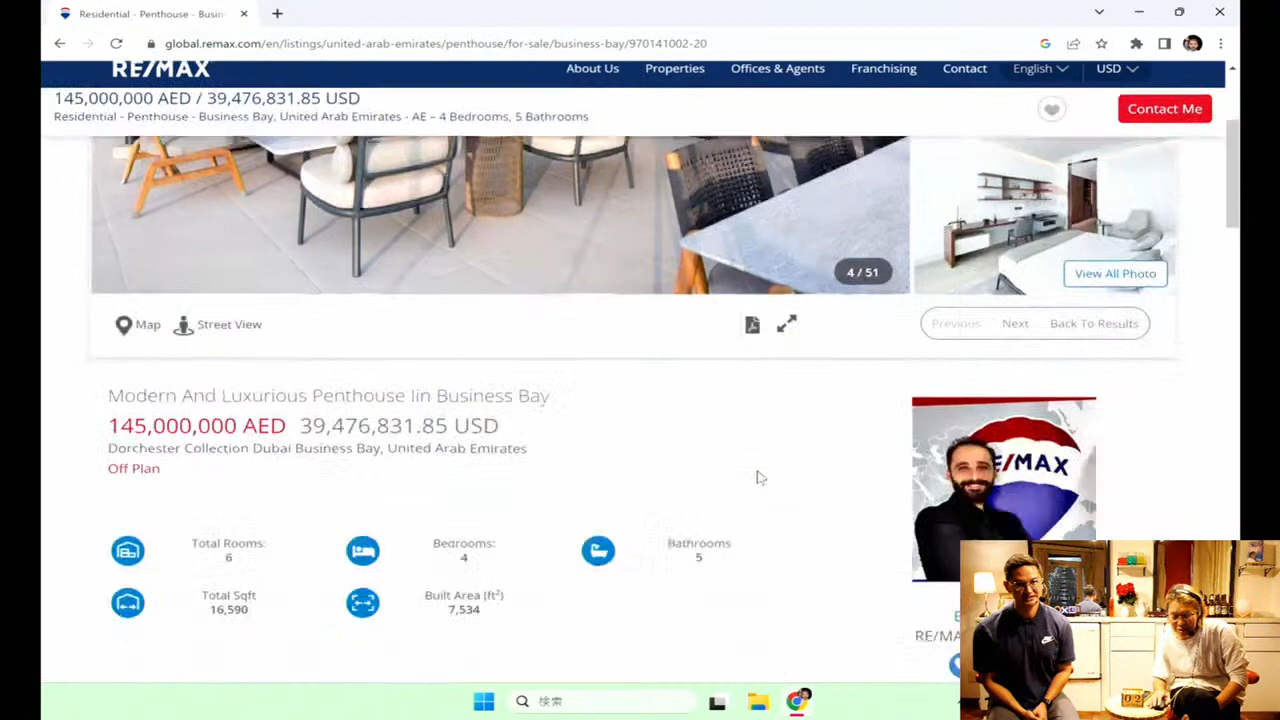 Residential - Penthouse - Busin
global.remax.com/en/listings/united-arab-emirates/penthouse/for-sale/business-bay/970141002-20
RE/MAX
About Us
Properties
Offices & Agents
Franchising
Contact
English
USD
145,000,000 AED / 39,476,831.85 USD
Residential - Penthouse - Business Bay, United Arab Emirates - AE – 4 Bedrooms, 5 Bathrooms
Contact Me
4 / 51
View All Photo
Map
Street View
Previous
Next
Back To Results
Modern And Luxurious Penthouse Iin Business Bay
145,000,000 AED 39,476,831.85 USD
Dorchester Collection Dubai Business Bay, United Arab Emirates
Off Plan
RE/MAX
Total Rooms:
6
Bedrooms:
4
Bathrooms
5
Total Sqft
16,590
Built Area (ft²)
7,534
RE/MA
02
検索